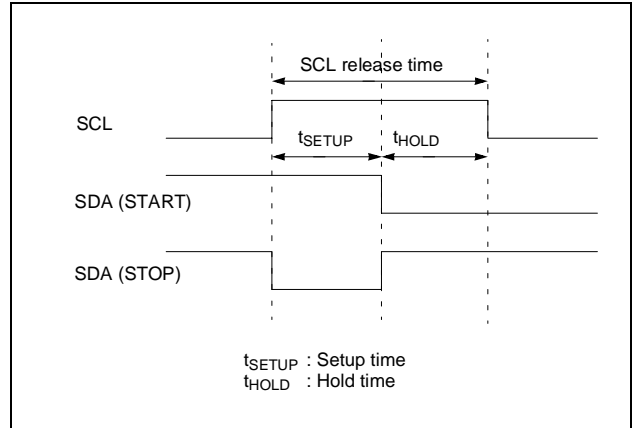 SCL release time
SCL
tSETUP
tHOLD
SDA (START)
SDA (STOP)
tSETUP : Setup time
tHOLD : Hold time